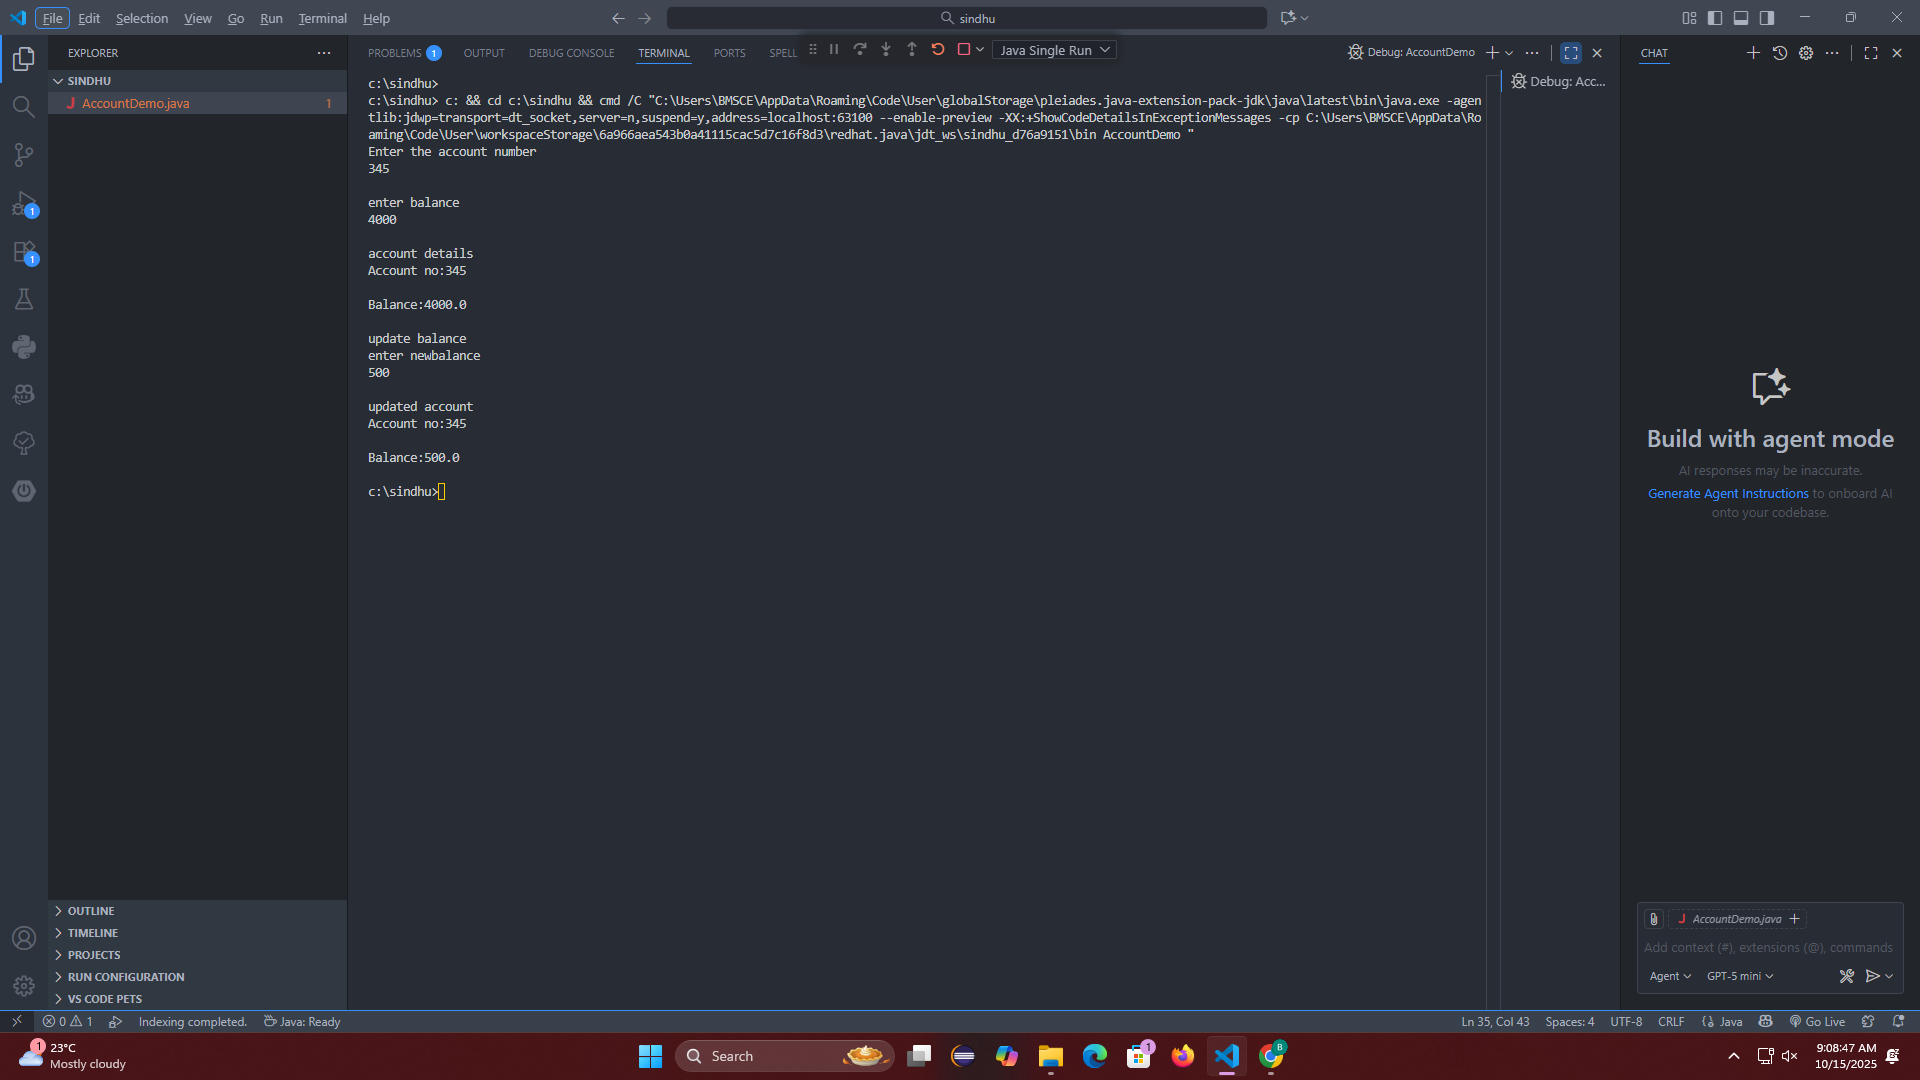 File Edit Selection View Go Run Terminal Help
sindhu
EXPLORER
SINDHU
J AccountDemo.java 1
1
1
OUTLINE
TIMELINE
PROJECTS
RUN CONFIGURATION
VS CODE PETS
PROBLEMS 1 OUTPUT DEBUG CONSOLE TERMINAL PORTS SPELL
Java Single Run
Debug: AccountDemo
c:\sindhu>
c:\sindhu> c: && cd c:\sindhu && cmd /C "C:\Users\BMSCE\AppData\Roaming\Code\User\globalStorage\pleiades.java-extension-pack-jdk\java\latest\bin\java.exe -agen
tlib:jdwp=transport=dt_socket,server=n,suspend=y,address=localhost:63100 --enable-preview -XX:+ShowCodeDetailsInExceptionMessages -cp C:\Users\BMSCE\AppData\Ro
aming\Code\User\workspaceStorage\6a966aea543b0a41115cac5d7c16f8d3\redhat.java\jdt_ws\sindhu_d76a9151\bin AccountDemo "
Enter the account number
345
enter balance
4000
account details
Account no:345
Balance:4000.0
update balance
enter newbalance
500
updated account
Account no:345
Balance:500.0
c:\sindhu>
Debug: Acc...
CHAT
Build with agent mode
AI responses may be inaccurate.
Generate Agent Instructions to onboard AI
onto your codebase.
J AccountDemo.java
Add context (#), extensions (@), commands
Agent GPT-5 mini
0 1 Indexing completed. Java: Ready
Ln 35, Col 43 Spaces: 4 UTF-8 CRLF Java Go Live
1
23°C
Mostly cloudy
Search
1
B
9:08:47 AM
10/15/2025